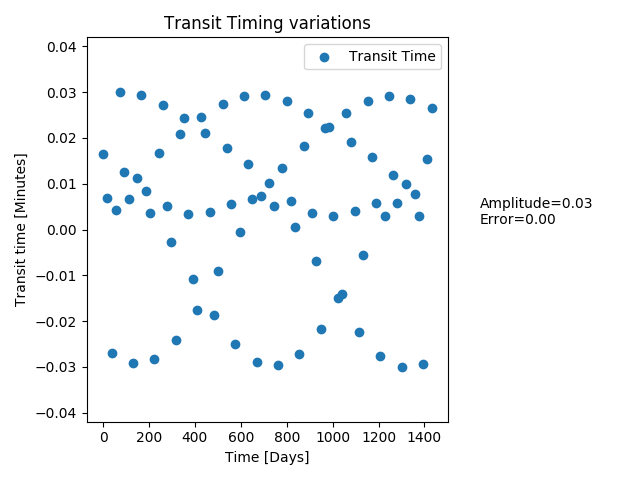 Transit Timing variations
Transit Time
0.04
0.03
0.02
0.01
0.00
−0.01
−0.02
−0.03
−0.04
Transit time [Minutes]
0 200 400 600 800 1000 1200 1400
Time [Days]
Amplitude=0.03
Error=0.00